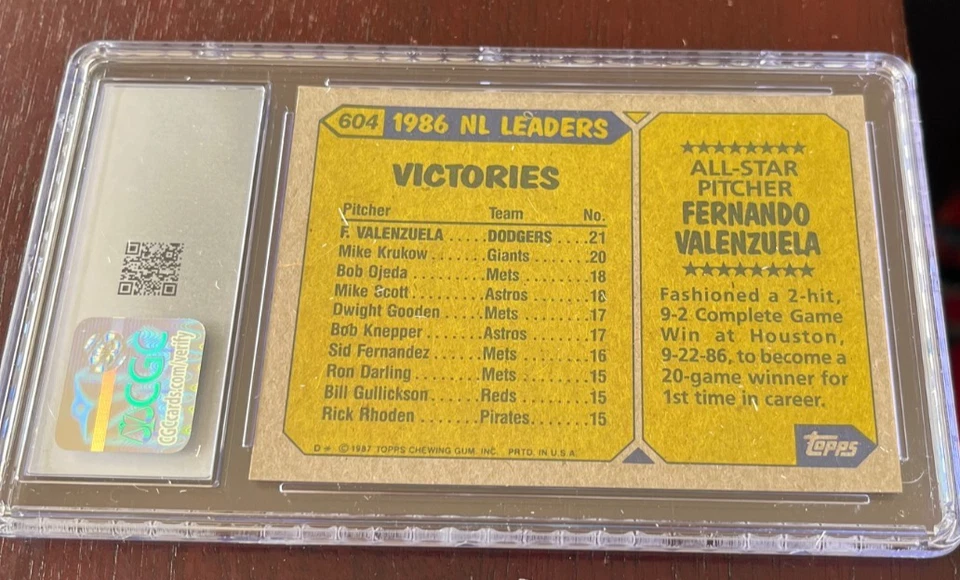 604 1986 NL LEADERS
VICTORIES
Pitcher Team No.
F. VALENZUELA.....DODGERS....21
Mike Krukow.......Giants........20
Bob Ojeda........Mets.........18
Mike Scott........Astros........18
Dwight Gooden.....Mets.........17
Bob Knepper.......Astros........17
Sid Fernandez......Mets.........16
Ron Darling........Mets.........15
Bill Gullickson.......Reds.........15
Rick Rhoden.......Pirates.......15
D* ©1987 TOPPS CHEWING GUM, INC. PRTD. IN U.S.A.
ALL-STAR
PITCHER
FERNANDO
VALENZUELA
Fashioned a 2-hit,
9-2 Complete Game
Win at Houston,
9-22-86, to become a
20-game winner for
1st time in career.
topps
CGC
CGCcards.com/verify